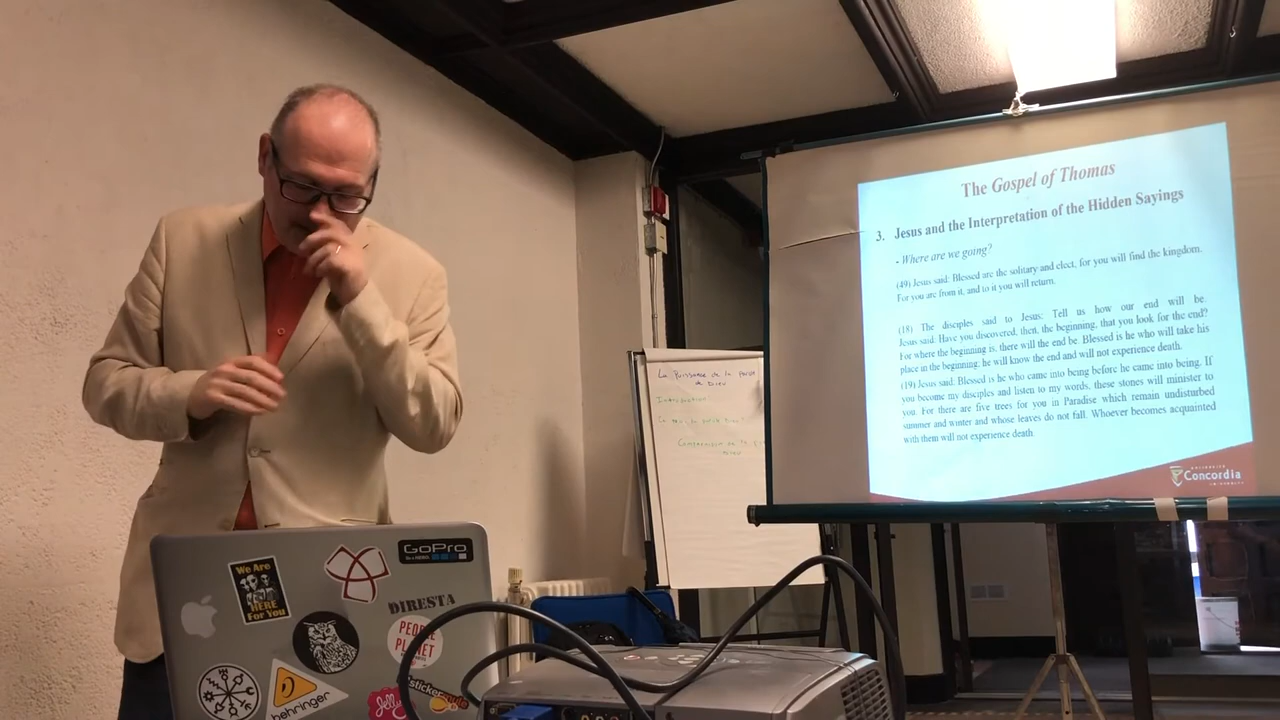 The Gospel of Thomas
3. Jesus and the Interpretation of the Hidden Sayings
- Where are we going?
(49) Jesus said: Blessed are the solitary and elect, for you will find the kingdom.
For you are from it, and to it you will return.
(18) The disciples said to Jesus: Tell us how our end will be.
Jesus said: Have you discovered, then, the beginning, that you look for the end?
For where the beginning is, there will the end be. Blessed is he who will take his
place in the beginning; he will know the end and will not experience death.
(19) Jesus said: Blessed is he who came into being before he came into being. If
you become my disciples and listen to my words, these stones will minister to
you. For there are five trees for you in Paradise which remain undisturbed
summer and winter and whose leaves do not fall. Whoever becomes acquainted
with them will not experience death
UNIVERSITÉ
Concordia
UNIVERSITY
La Puissance de la
de Dieu
Introduction
GoPro
We Are
HERE
For You
DIRESTA
PEOPLE
PLANET
behringer
Jelly
sticker